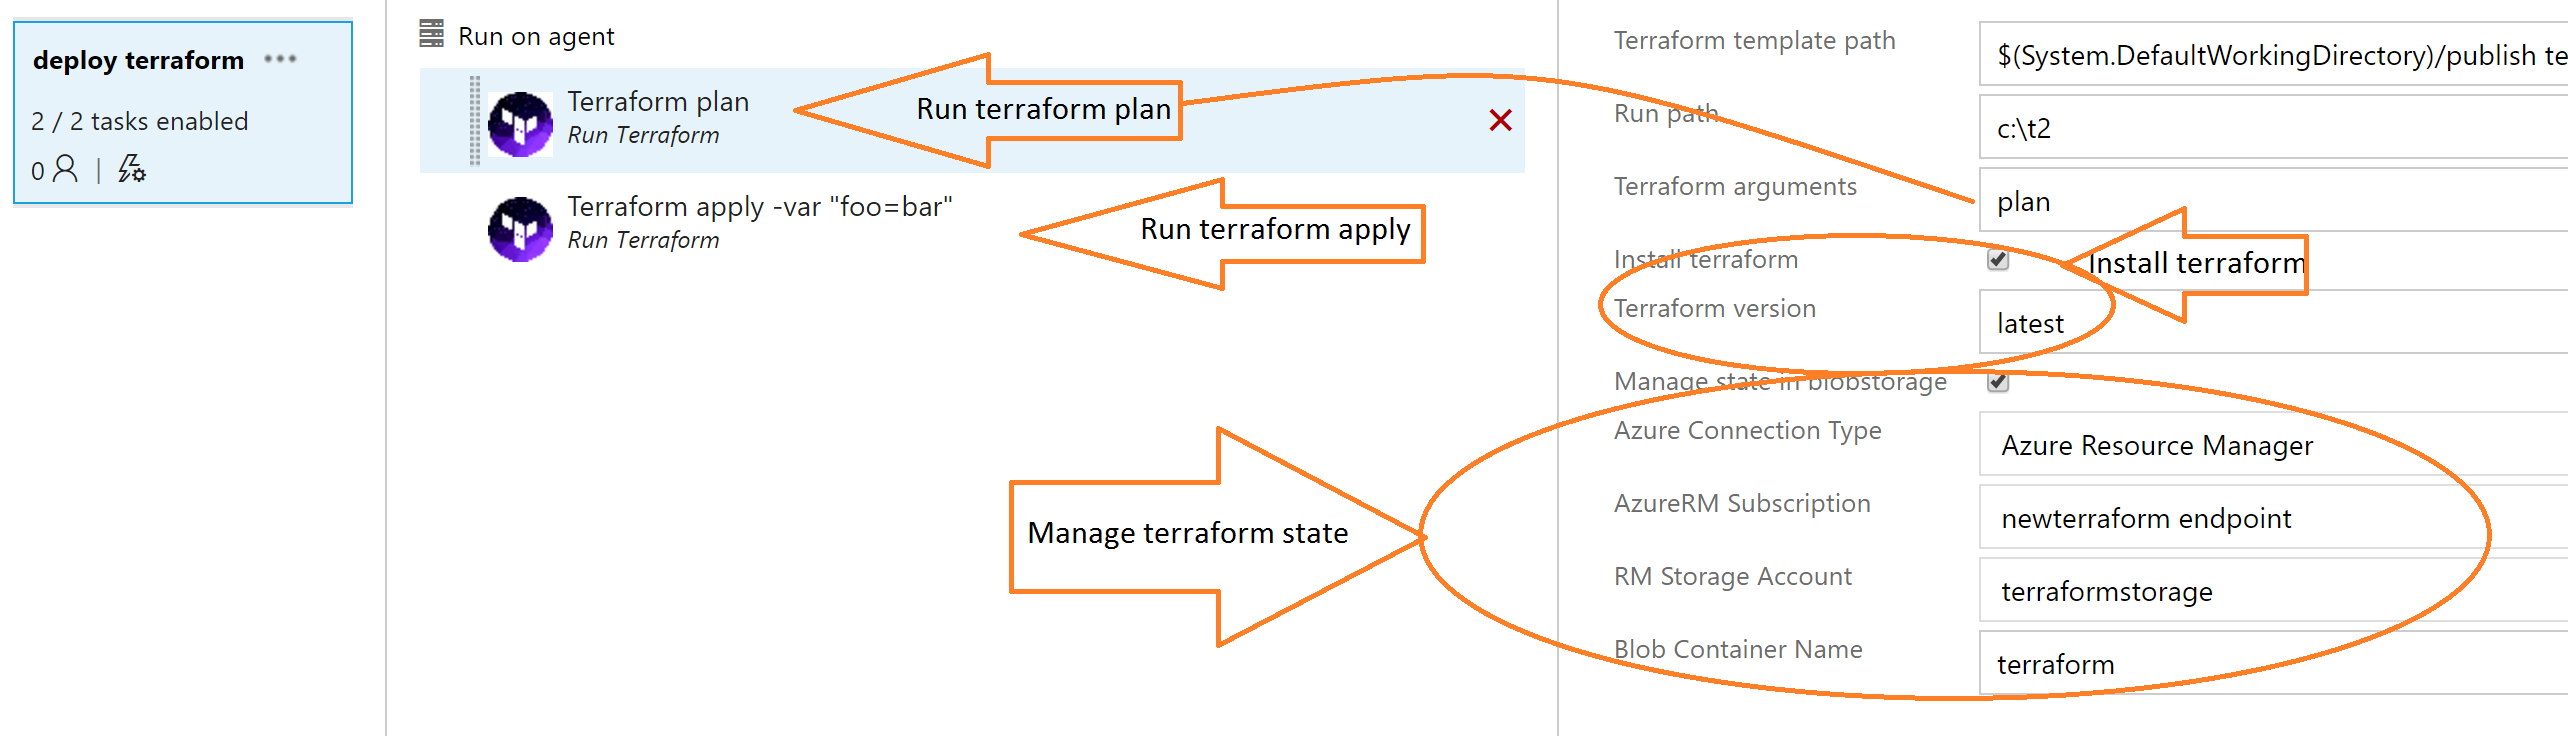 deploy terraform
2 / 2 tasks enabled
0 |
Run on agent
Terraform plan
Run Terraform
Run terraform plan
Terraform apply -var "foo=bar"
Run Terraform
Run terraform apply
Manage terraform state
Terraform template path
$(System.DefaultWorkingDirectory)/publish te
Run path
c:\t2
Terraform arguments
plan
Install terraform
Install terraform
Terraform version
latest
Manage state in blobstorage
Azure Connection Type
Azure Resource Manager
AzureRM Subscription
newterraform endpoint
RM Storage Account
terraformstorage
Blob Container Name
terraform